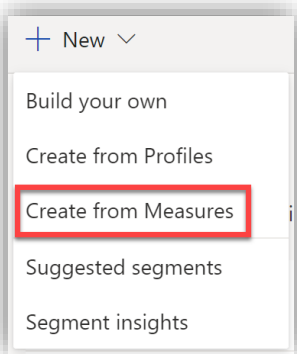 New
Build your own
Create from Profiles
Create from Measures
Suggested segments
Segment insights